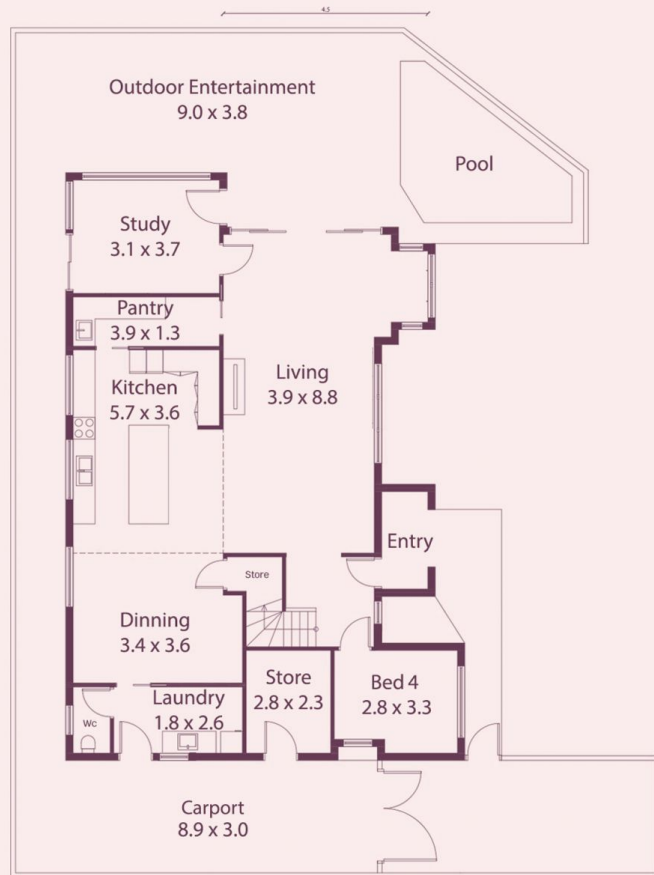 4.5
Outdoor Entertainment
9.0 x 3.8
Pool
Study
3.1 x 3.7
Pantry
3.9 x 1.3
Kitchen
5.7 x 3.6
Living
3.9 x 8.8
Entry
Store
Dinning
3.4 x 3.6
Store
2.8 x 2.3
Bed 4
2.8 x 3.3
Laundry
1.8 x 2.6
Wc
Carport
8.9 x 3.0